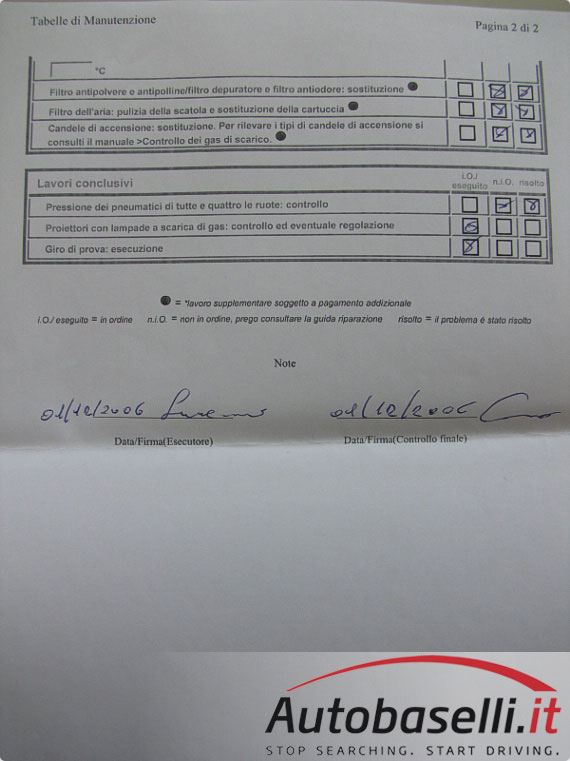 Tabelle di Manutenzione
Pagina 2 di 2
°C
Filtro antipolvere e antipolline/filtro depuratore e filtro antiodore: sostituzione
Filtro dell'aria: pulizia della scatola e sostituzione della cartuccia
Candele di accensione: sostituzione. Per rilevare i tipi di candele di accensione si
consulti il manuale >Controllo dei gas di scarico.
Lavori conclusivi
i.O./
eseguito n.i.O. risolto
Pressione dei pneumatici di tutte e quattro le ruote: controllo
Proiettori con lampade a scarica di gas: controllo ed eventuale regolazione
Giro di prova: esecuzione
= *lavoro supplementare soggetto a pagamento addizionale
i.O./ eseguito = in ordine n.i.O. = non in ordine, prego consultare la guida riparazione risolto = il problema è stato risolto
Note
01/12/2006 01/12/2006
Data/Firma(Esecutore) Data/Firma(Controllo finale)
Autobaselli.it
STOP SEARCHING. START DRIVING.